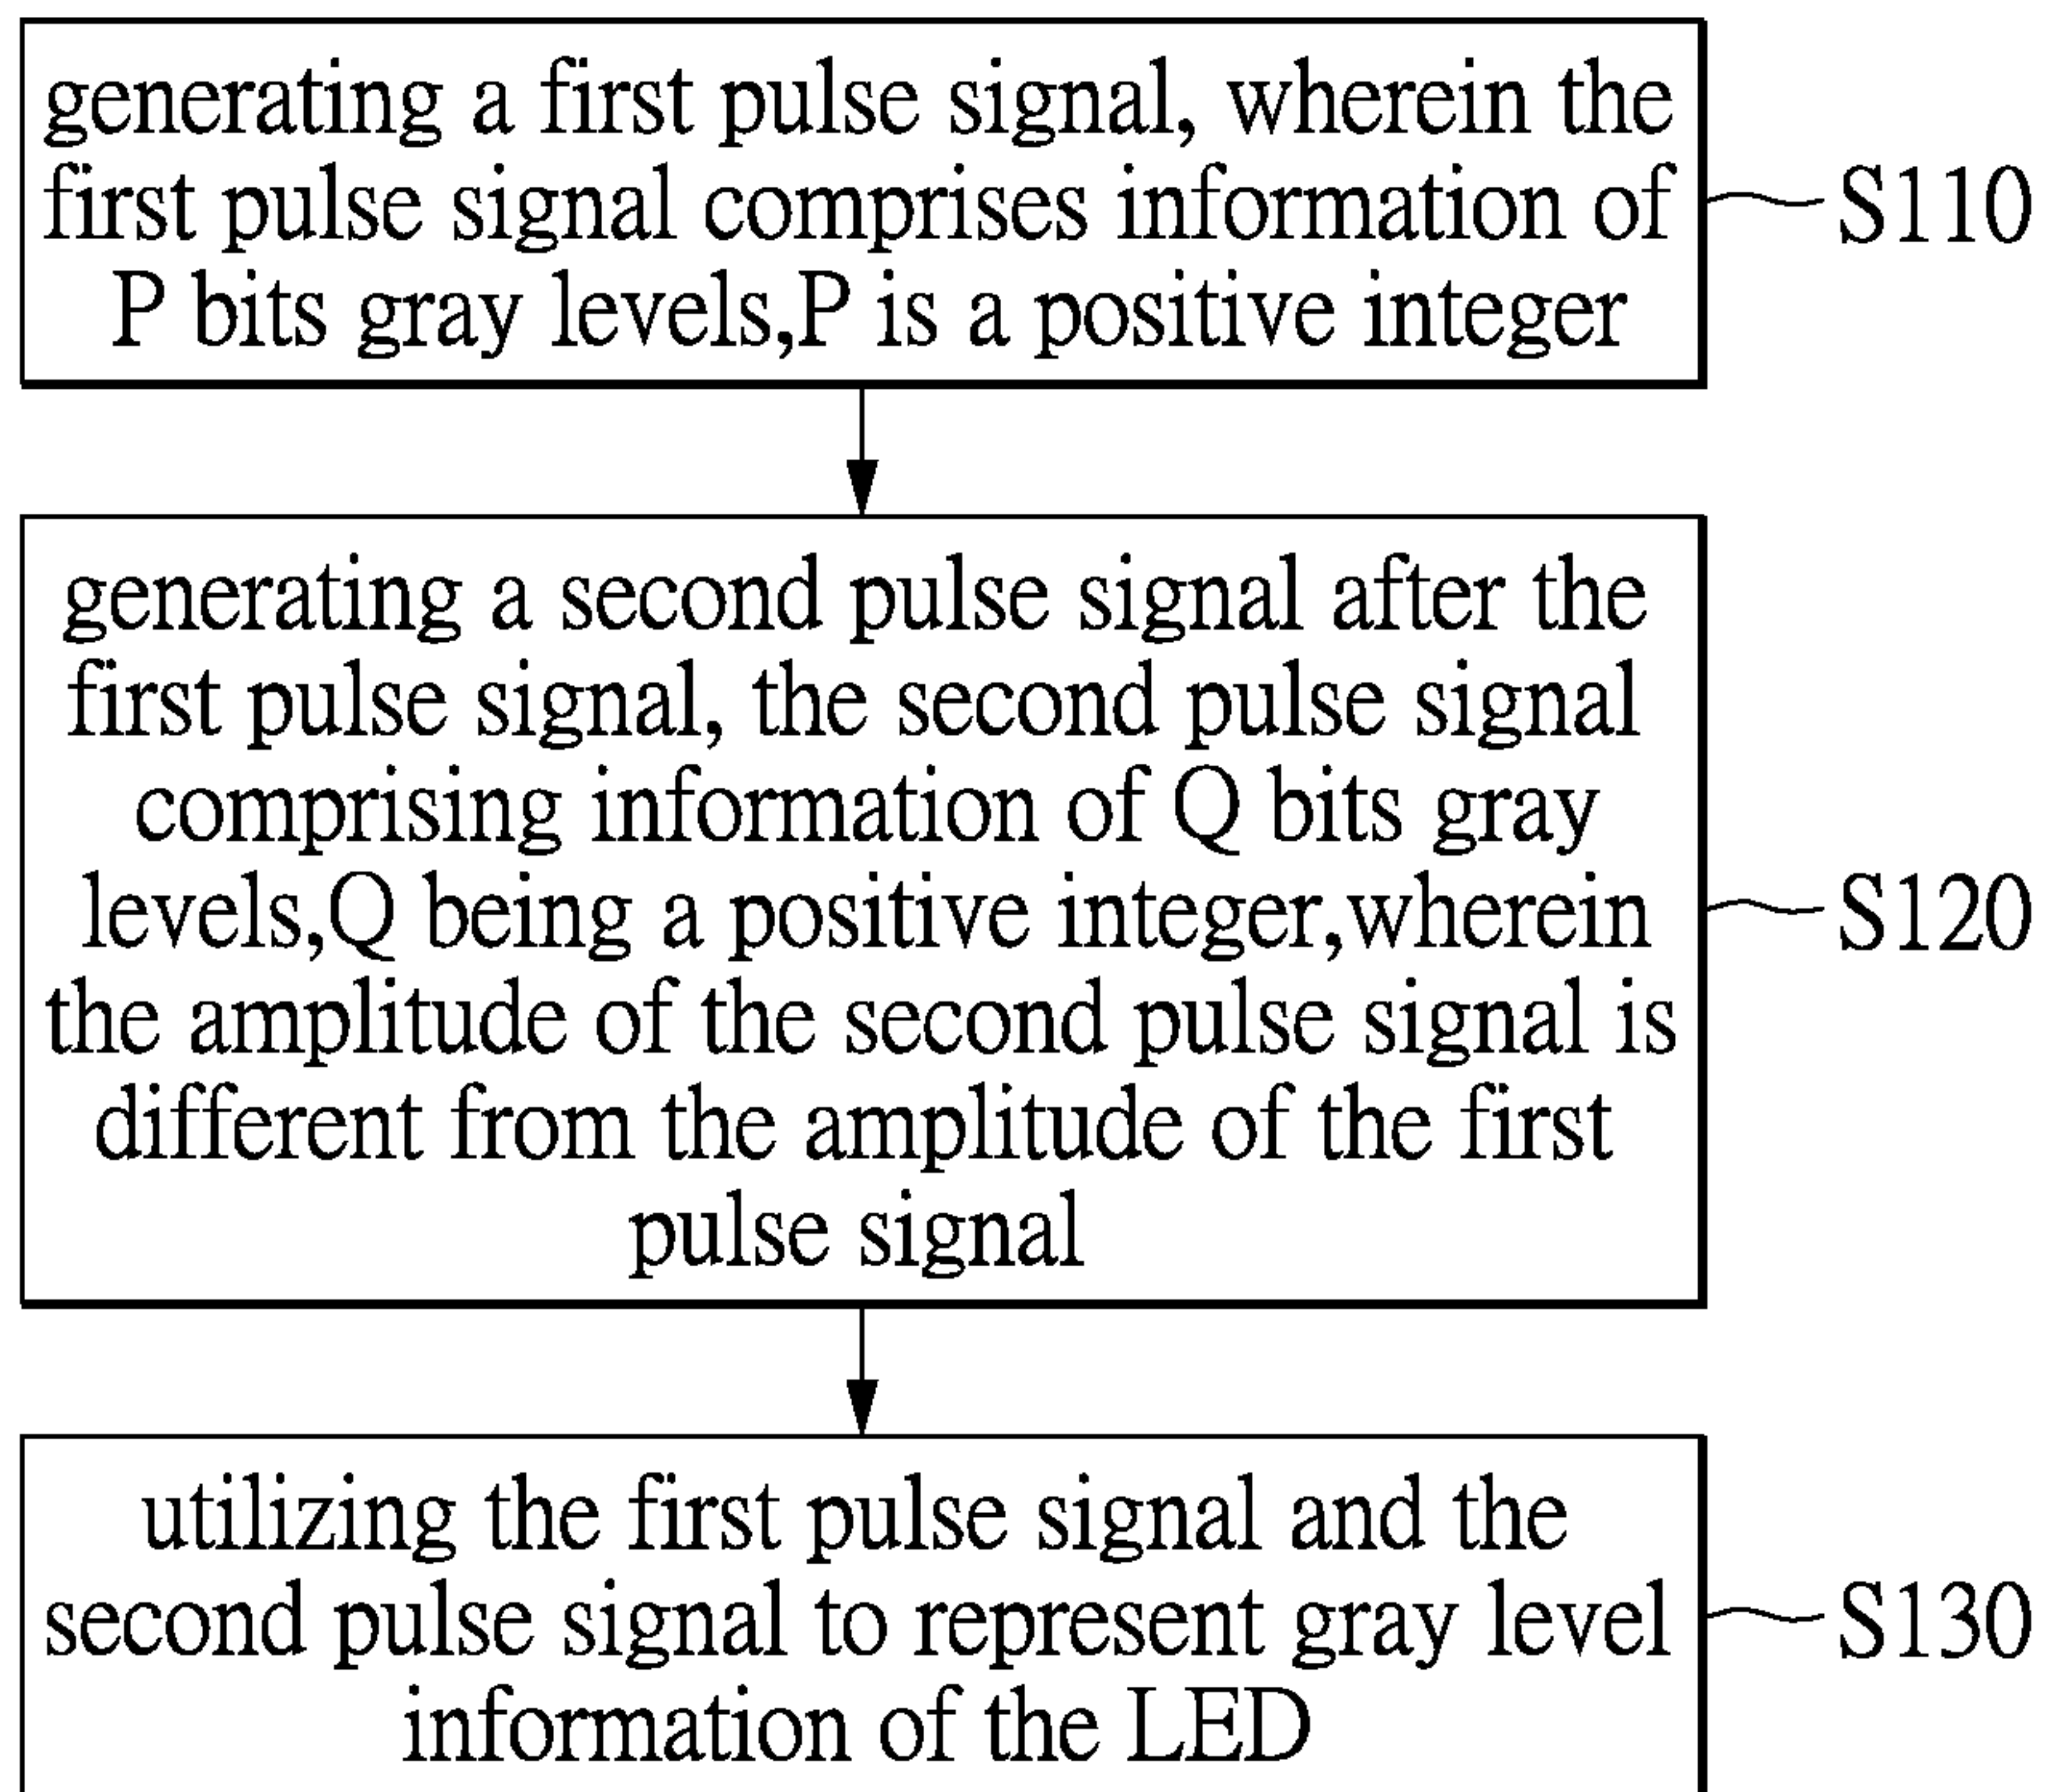 generating a first pulse signal, wherein the
first pulse signal comprises information of
P bits gray levels,P is a positive integer
S110
generating a second pulse signal after the
first pulse signal, the second pulse signal
comprising information of Q bits gray
levels,Q being a positive integer,wherein
the amplitude of the second pulse signal is
different from the amplitude of the first
pulse signal
S120
utilizing the first pulse signal and the
second pulse signal to represent gray level
information of the LED
S130